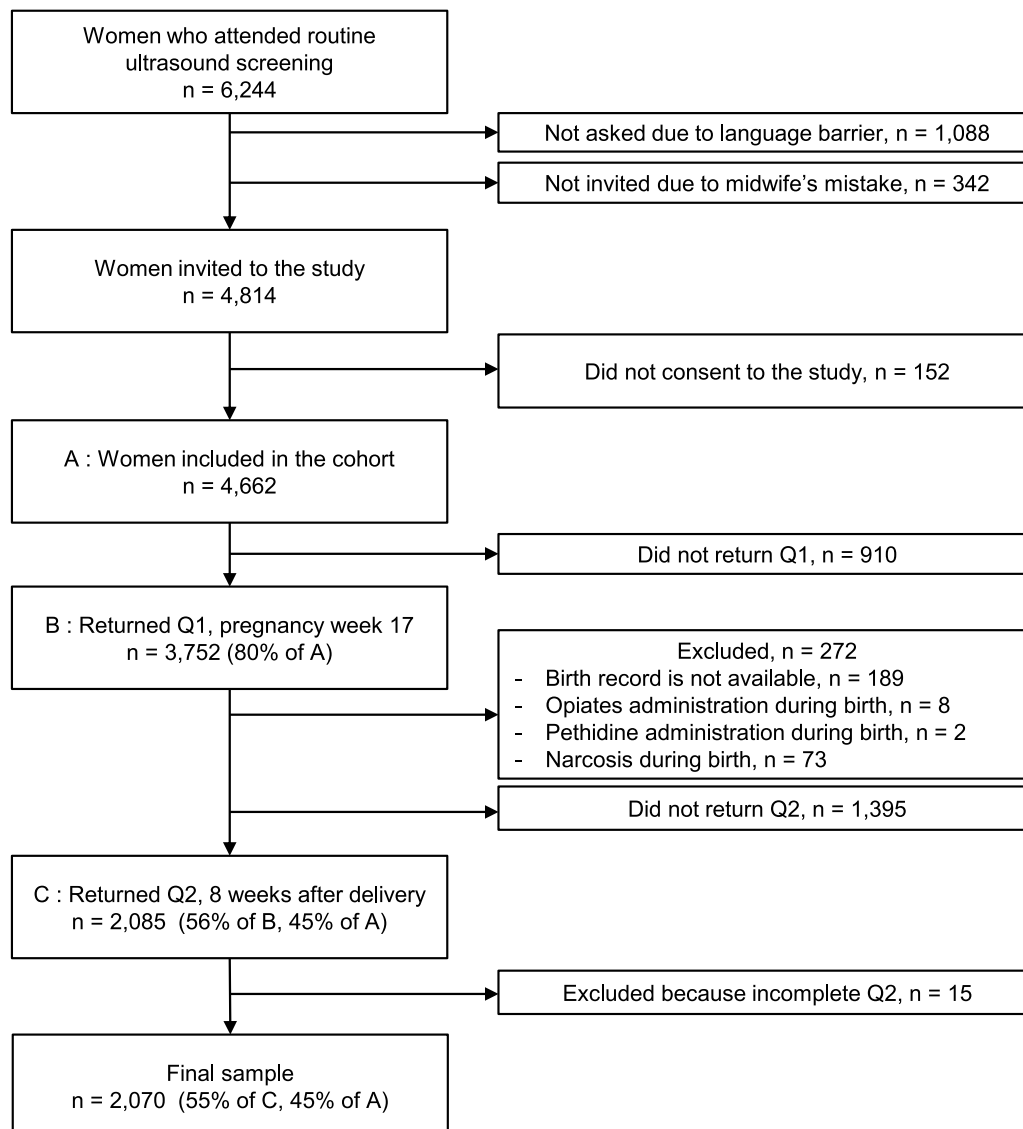 Women who attended routine
ultrasound screening
n = 6,244
Not asked due to language barrier, n = 1,088
Not invited due to midwife’s mistake, n = 342
Women invited to the study
n = 4,814
Did not consent to the study, n = 152
A : Women included in the cohort
n = 4,662
Did not return Q1, n = 910
B : Returned Q1, pregnancy week 17
n = 3,752 (80% of A)
Excluded, n = 272
- Birth record is not available, n = 189
- Opiates administration during birth, n = 8
- Pethidine administration during birth, n = 2
- Narcosis during birth, n = 73
Did not return Q2, n = 1,395
C : Returned Q2, 8 weeks after delivery
n = 2,085 (56% of B, 45% of A)
Excluded because incomplete Q2, n = 15
Final sample
n = 2,070 (55% of C, 45% of A)